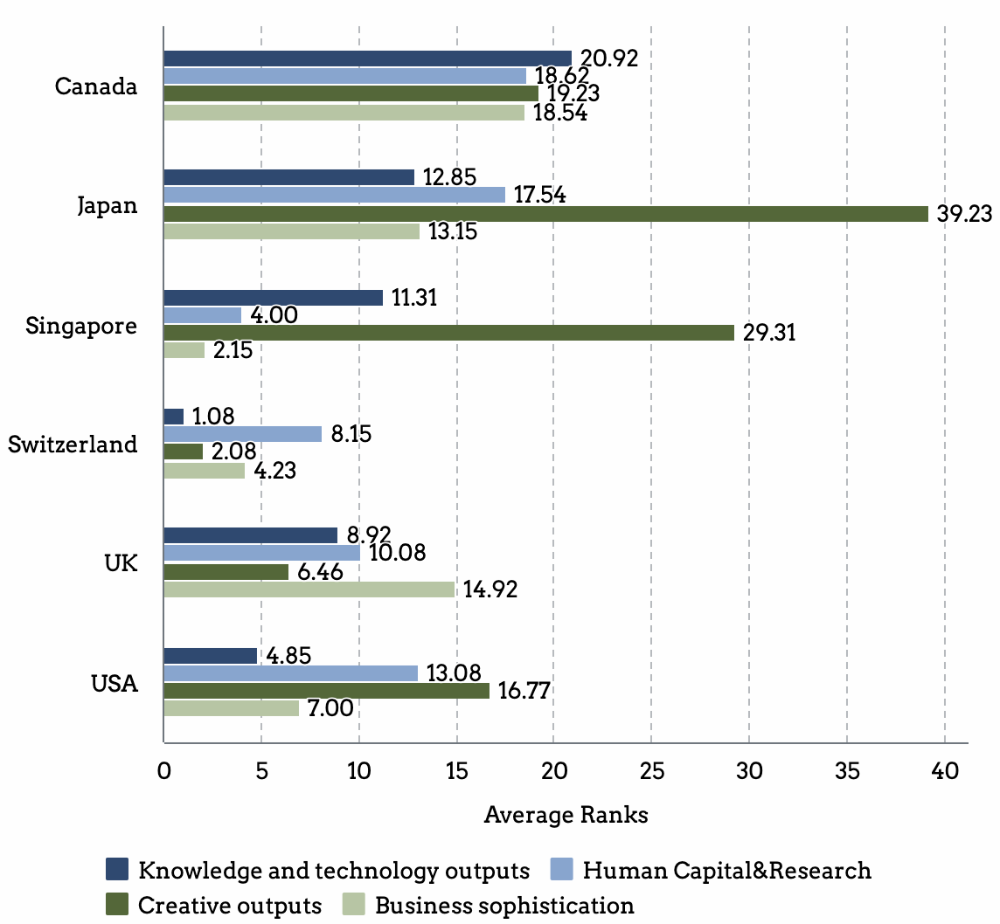 20.92
18.62
Canada
19.23
18.54
12.85
17.54
Japan
39.23
13.15
11.31
4.00
Singapore
29.31
2.15
1.08
8.15
Switzerland
2.08
4.23
8.92
10.08
UK
6.46
14.92
4.85
13.08
USA
16.77
7.00
0 5 10 15 20 25 30 35 40
Average Ranks
Knowledge and technology outputs Human Capital&Research
Creative outputs Business sophistication